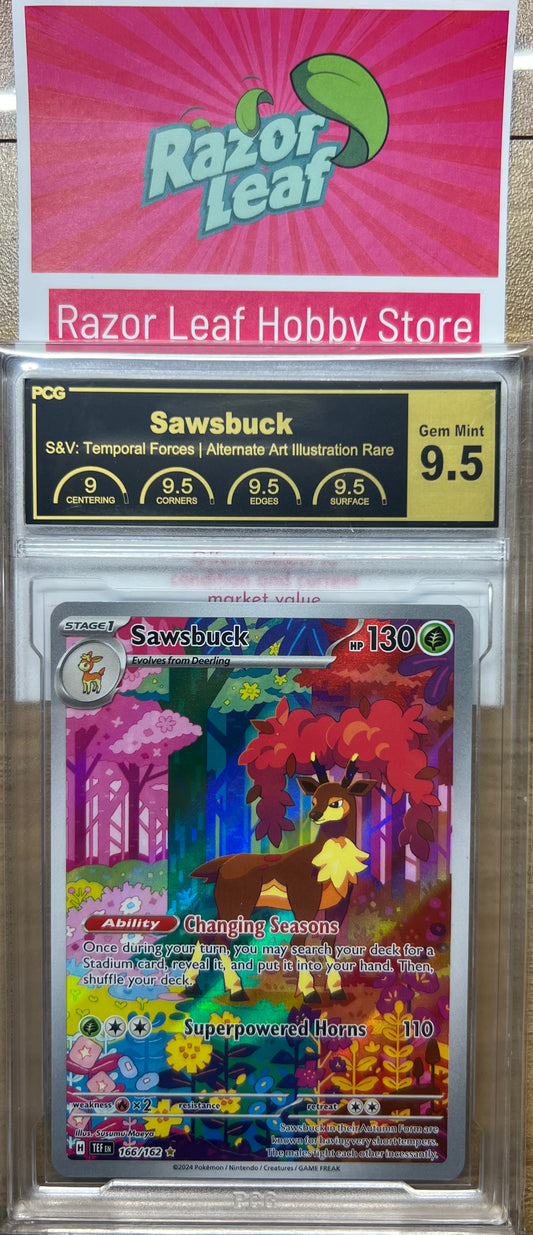 Razor
Leaf
Razor Leaf Hobby Store
PCG
Sawsbuck
S&V: Temporal Forces | Alternate Art Illustration Rare
9
CENTERING
9.5
CORNERS
9.5
EDGES
9.5
SURFACE
Gem Mint
9.5
condition and current
market value
STAGE1
Sawsbuck
HP 130
Evolves from Deerling
Ability Changing Seasons
Once during your turn, you may search your deck for a
Stadium card, reveal it, and put it into your hand. Then,
shuffle your deck.
Superpowered Horns 110
weakness ×2 resistance retreat
Illus. Susumu Maeya
H TEF EN 166/162
Sawsbuck in their Autumn Form are
known for having very short tempers.
The males fight each other incessantly.
©2024 Pokémon / Nintendo / Creatures / GAME FREAK
PCG